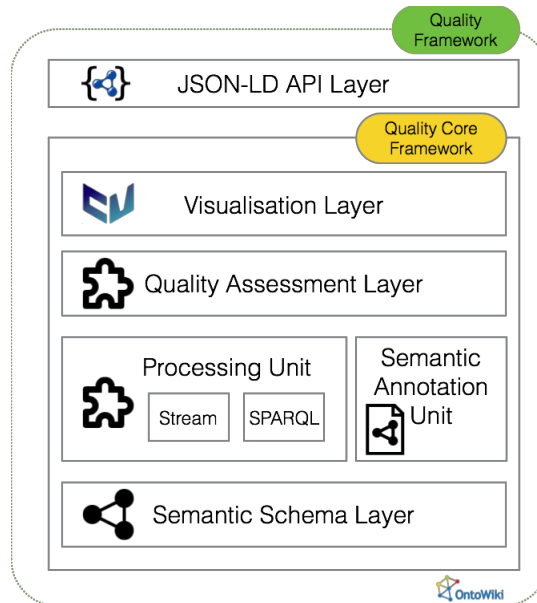 Quality
Framework
JSON-LD API Layer
Quality Core
Framework
Visualisation Layer
Quality Assessment Layer
Processing Unit
Stream
SPARQL
Semantic
Annotation
Unit
Semantic Schema Layer
OntoWiki